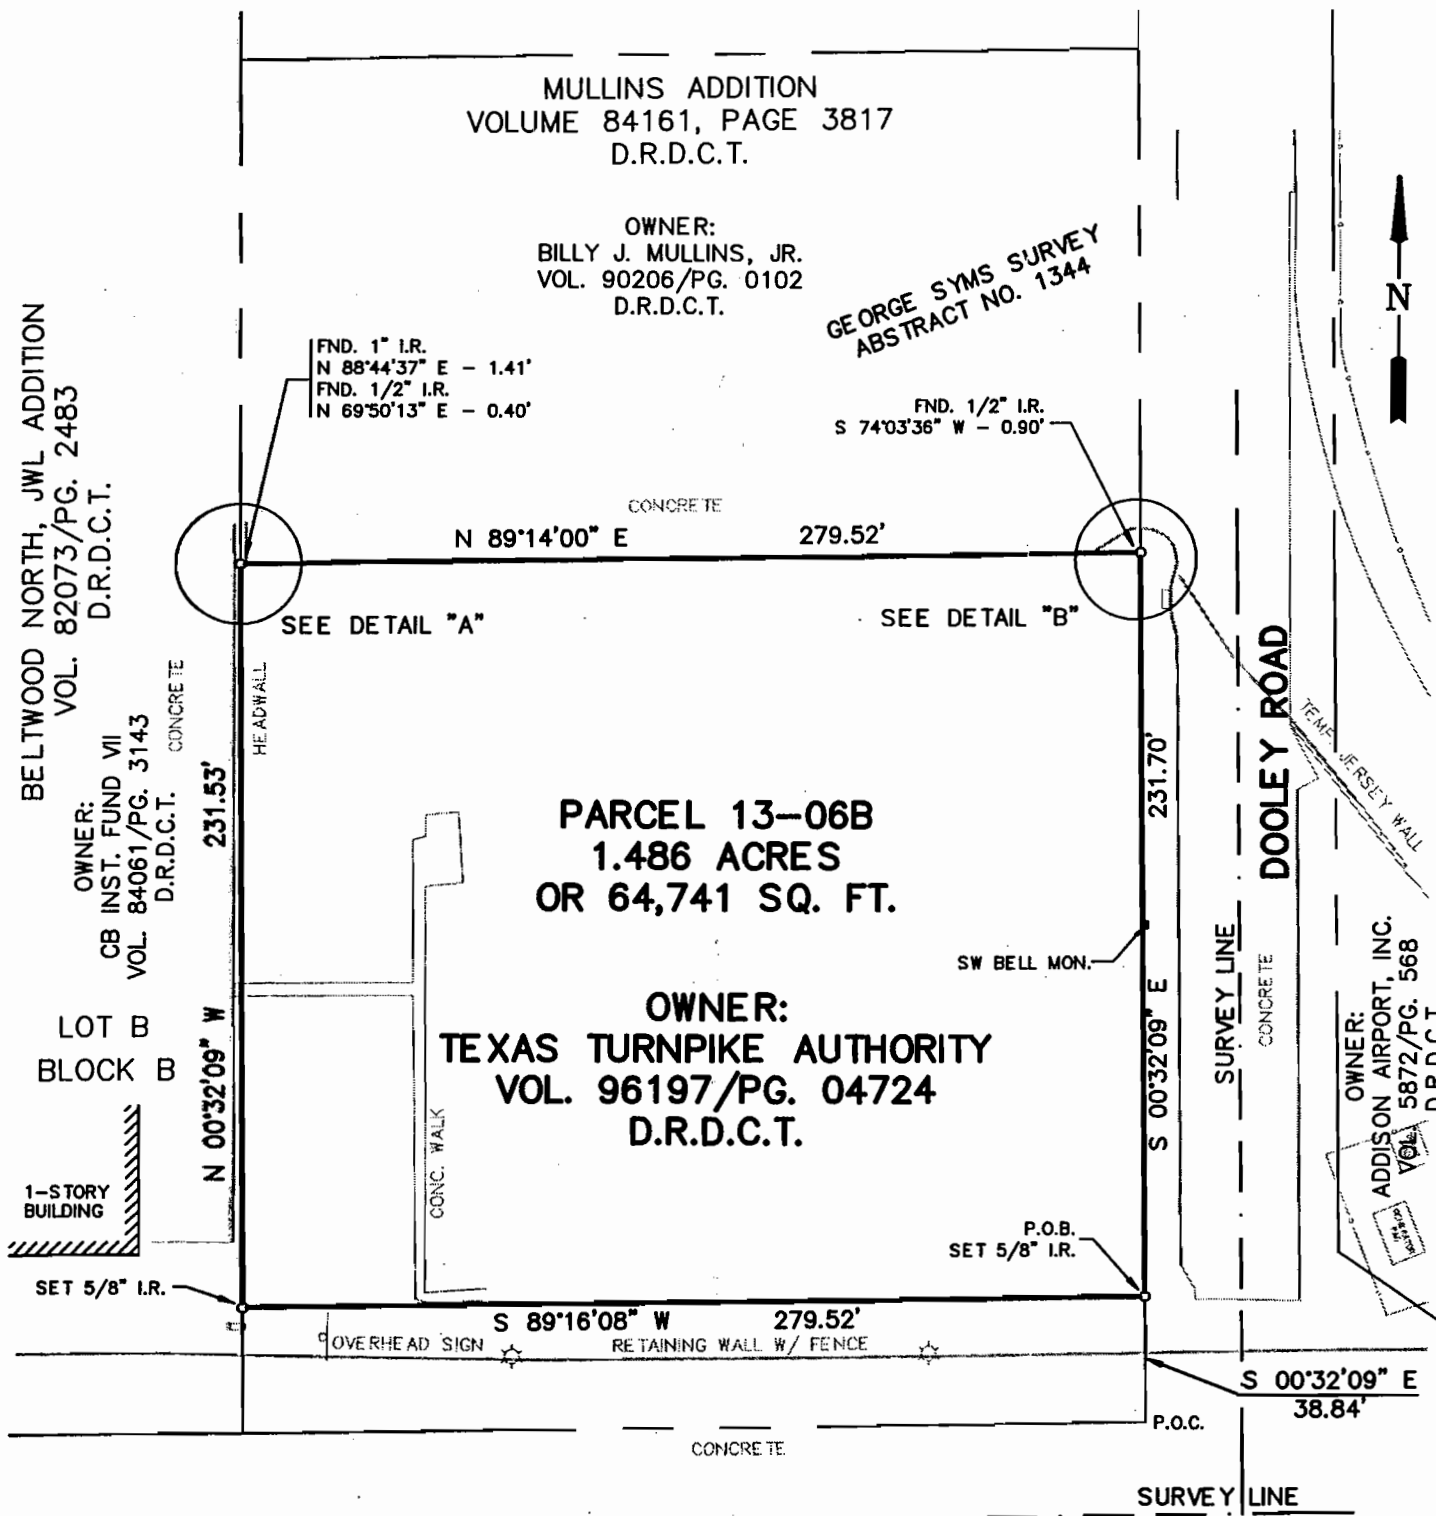 MULLINS ADDITION
VOLUME 84161, PAGE 3817
D.R.D.C.T.
OWNER:
BILLY J. MULLINS, JR.
VOL. 90206/PG. 0102
D.R.D.C.T.
GEORGE SYMS SURVEY
ABSTRACT NO. 1344
N
FND. 1" I.R.
N 88°44'37" E - 1.41'
FND. 1/2" I.R.
N 69°50'13" E - 0.40'
FND. 1/2" I.R.
S 74°03'36" W - 0.90'
BELTWOOD NORTH, JWL ADDITION
VOL. 82073/PG. 2483
D.R.D.C.T.
CONCRETE
N 89°14'00" E 279.52'
SEE DETAIL "A"
SEE DETAIL "B"
CONCRETE
HEADWALL
OWNER:
CB INST. FUND VII
VOL. 84061/PG. 3143
D.R.D.C.T.
N 00°32'09" W 231.53'
PARCEL 13-06B
1.486 ACRES
OR 64,741 SQ. FT.
S 00°32'09" E 231.70'
DOOLEY ROAD
TEMP. JERSEY WALL
SW BELL MON.
SURVEY LINE
CONCRETE
OWNER:
ADDISON AIRPORT, INC.
VOL. 5872/PG. 568
D.R.D.C.T.
LOT B
BLOCK B
OWNER:
TEXAS TURNPIKE AUTHORITY
VOL. 96197/PG. 04724
D.R.D.C.T.
CONC. WALK
1-STORY
BUILDING
P.O.B.
SET 5/8" I.R.
SET 5/8" I.R.
S 89°16'08" W 279.52'
OVERHEAD SIGN
RETAINING WALL W/ FENCE
S 00°32'09" E
38.84'
P.O.C.
CONCRETE
SURVEY LINE